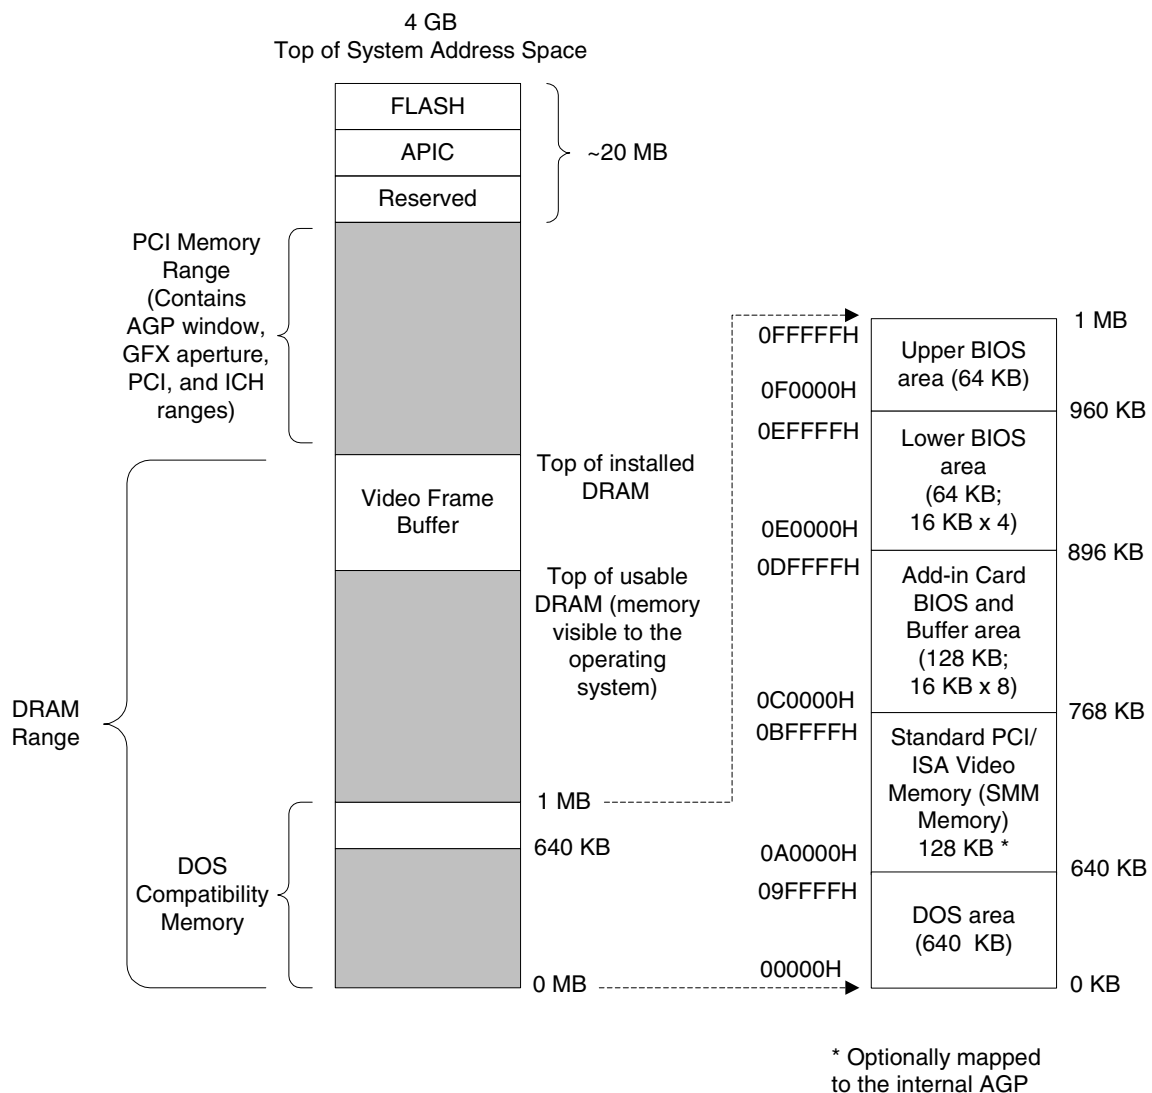 4 GB
Top of System Address Space
FLASH
APIC
Reserved
~20 MB
PCI Memory
Range
(Contains
AGP window,
GFX aperture,
PCI, and ICH
ranges)
DRAM
Range
Video Frame
Buffer
Top of installed
DRAM
Top of usable
DRAM (memory
visible to the
operating
system)
1 MB
640 KB
DOS
Compatibility
Memory
0 MB
0FFFFFH
1 MB
Upper BIOS
area (64 KB)
0F0000H
960 KB
0EFFFFH
Lower BIOS
area
(64 KB;
16 KB x 4)
0E0000H
896 KB
0DFFFFH
Add-in Card
BIOS and
Buffer area
(128 KB;
16 KB x 8)
0C0000H
768 KB
0BFFFFH
Standard PCI/
ISA Video
Memory (SMM
Memory)
128 KB *
0A0000H
640 KB
09FFFFH
DOS area
(640 KB)
00000H
0 KB
* Optionally mapped
to the internal AGP